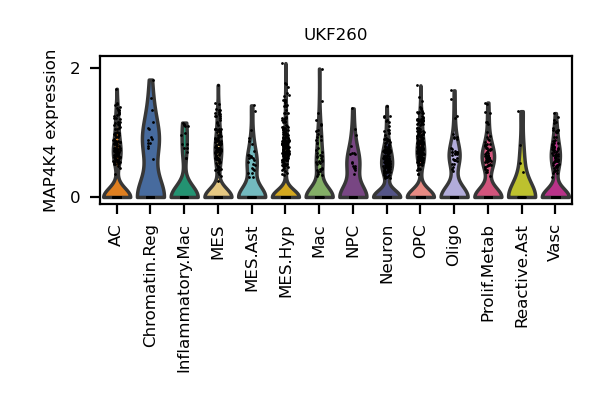 UKF260
MAP4K4 expression
2
0
AC
Chromatin.Reg
Inflammatory.Mac
MES
MES.Ast
MES.Hyp
Mac
NPC
Neuron
OPC
Oligo
Prolif.Metab
Reactive.Ast
Vasc